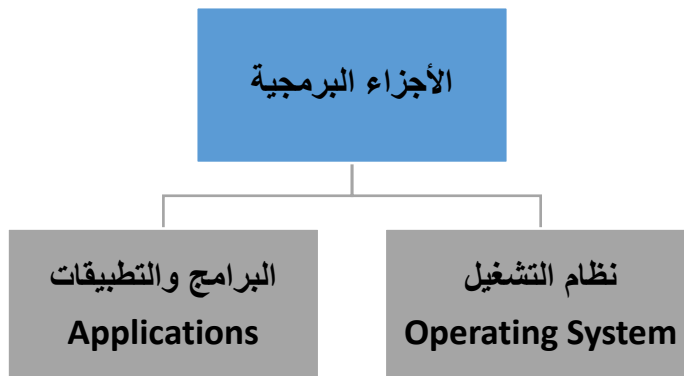 الأجزاء البرمجية
نظام التشغيل
Operating System
البرامج والتطبيقات
Applications